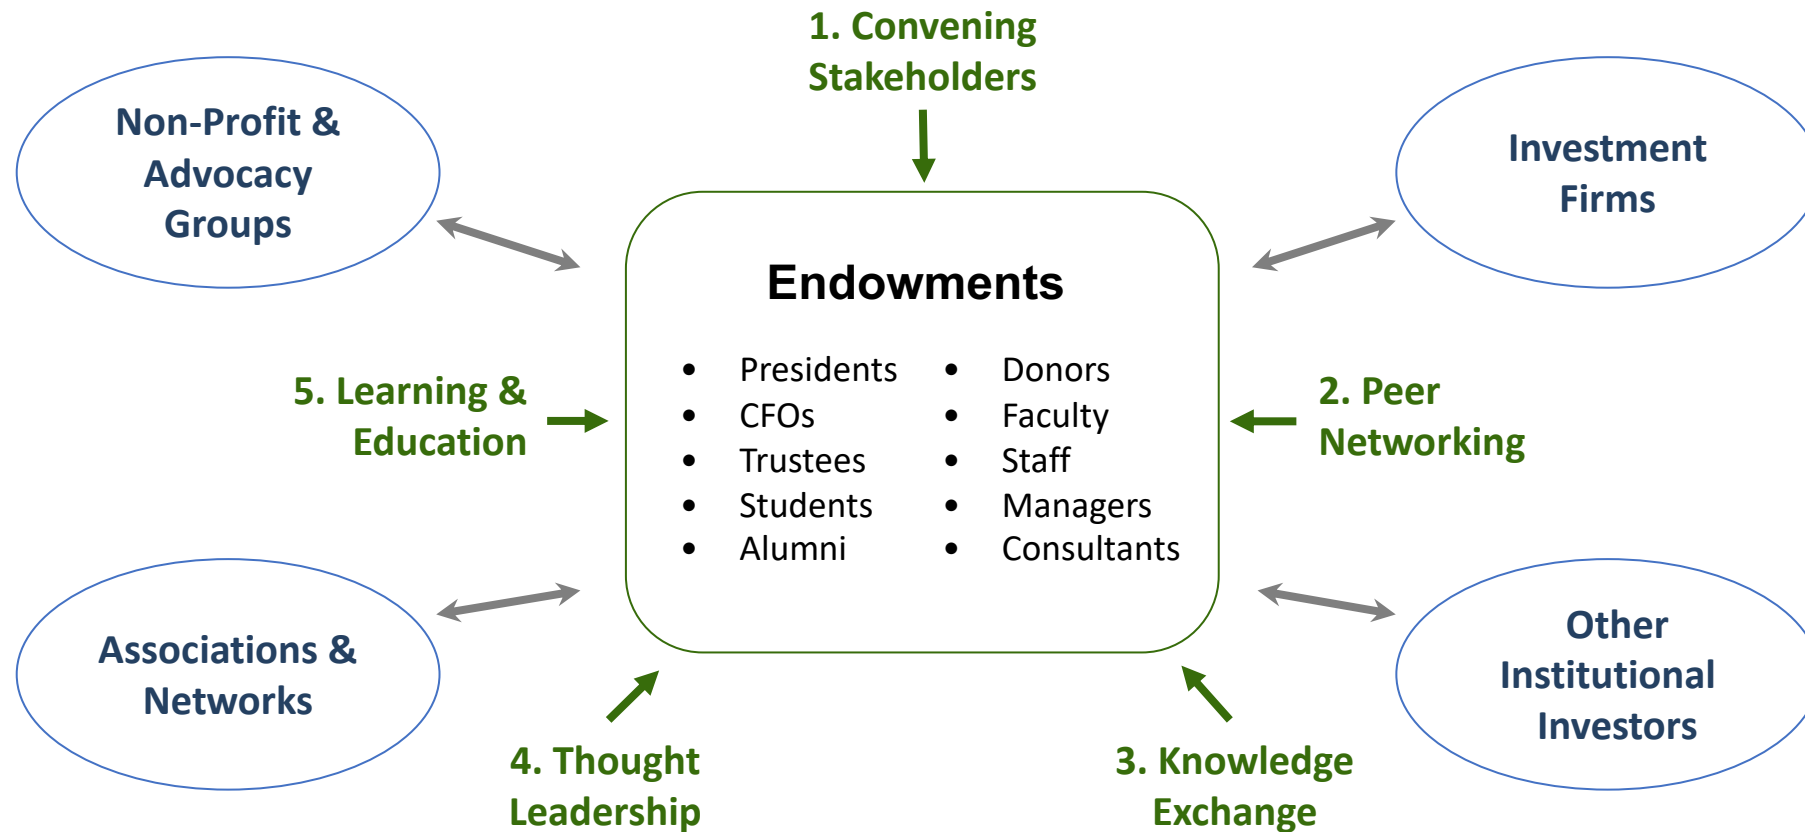 1. Convening
Stakeholders
Non-Profit &
Advocacy
Groups
Investment
Firms
Endowments
• Presidents
• CFOs
• Trustees
• Students
• Alumni
• Donors
• Faculty
• Staff
• Managers
• Consultants
5. Learning &
Education
2. Peer
Networking
Associations &
Networks
Other
Institutional
Investors
4. Thought
Leadership
3. Knowledge
Exchange